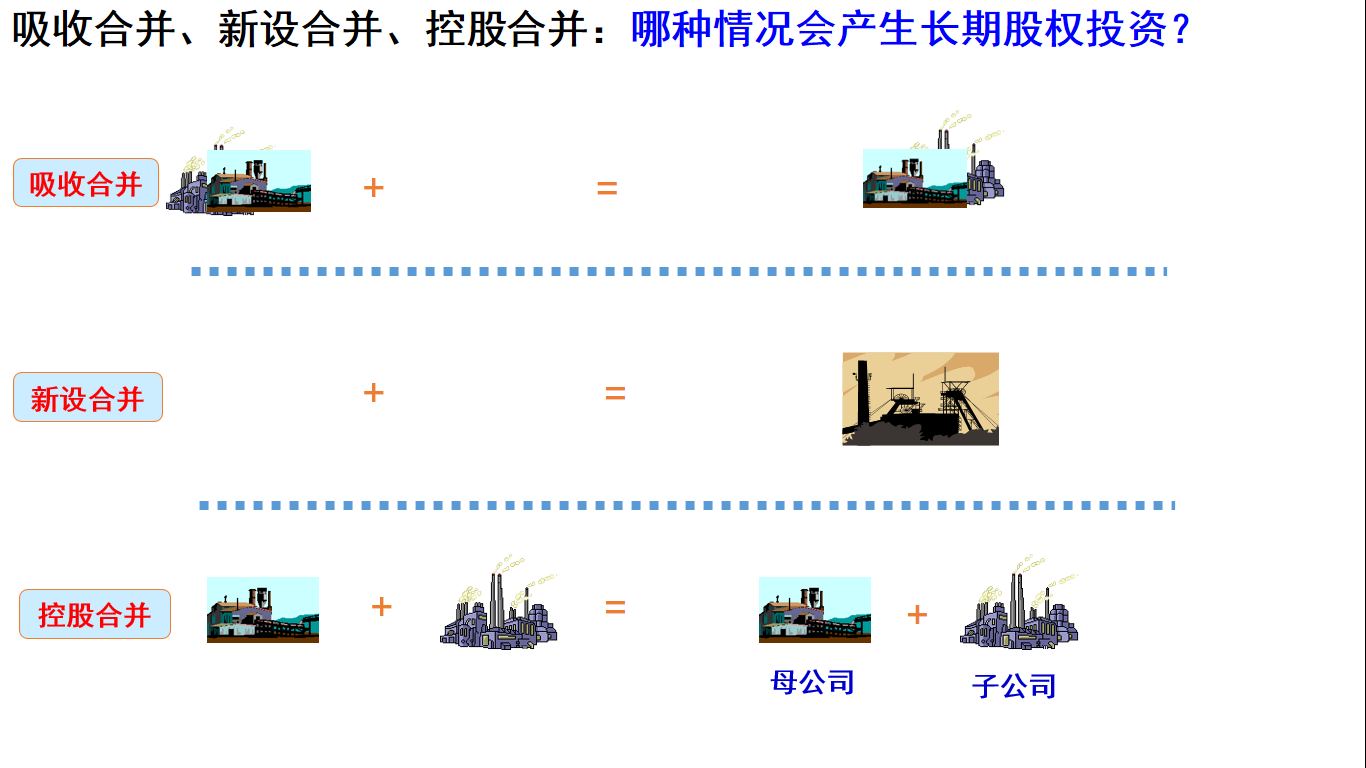 吸收合并、新设合并、控股合并：哪种情况会产生长期股权投资？
吸收合并
+
=
新设合并
+
=
控股合并
+
=
+
母公司
子公司